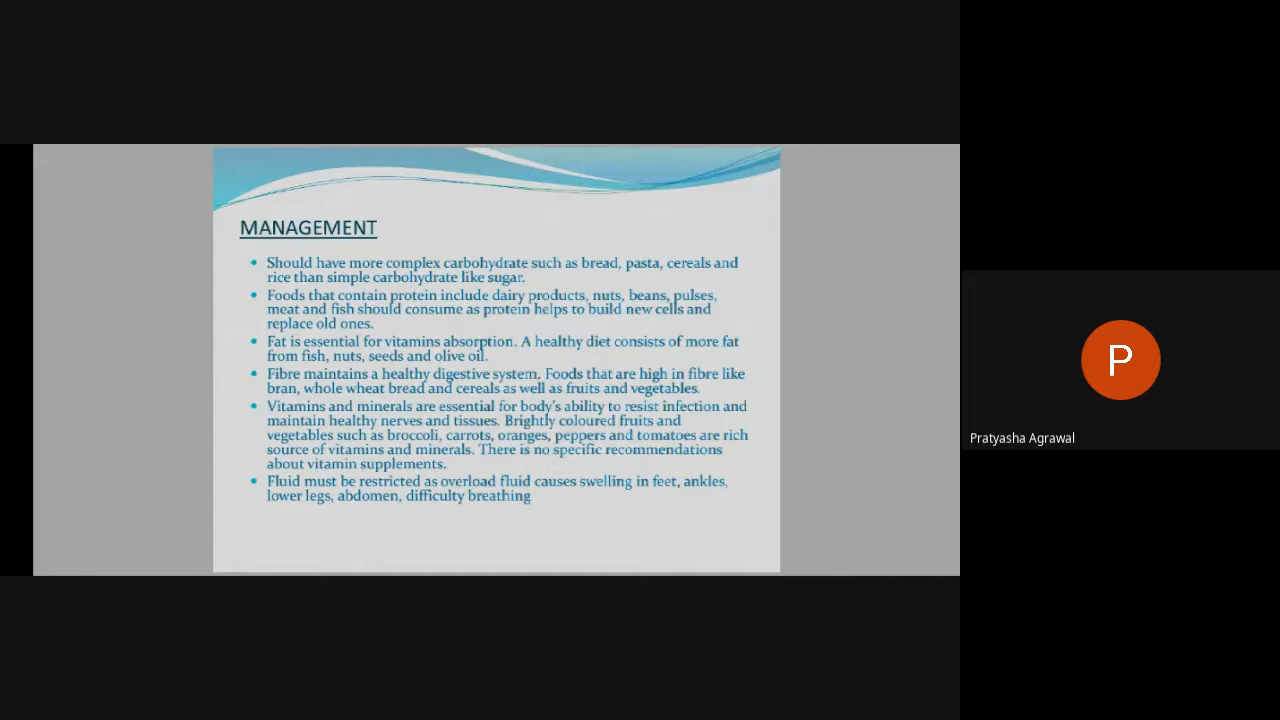 MANAGEMENT
• Should have more complex carbohydrate such as bread, pasta, cereals and
rice than simple carbohydrate like sugar.
• Foods that contain protein include dairy products, nuts, beans, pulses,
meat and fish should consume as protein helps to build new cells and
replace old ones.
• Fat is essential for vitamins absorption. A healthy diet consists of more fat
from fish, nuts, seeds and olive oil.
• Fibre maintains a healthy digestive system. Foods that are high in fibre like
bran, whole wheat bread and cereals as well as fruits and vegetables.
• Vitamins and minerals are essential for body's ability to resist infection and
maintain healthy nerves and tissues. Brightly coloured fruits and
vegetables such as broccoli, carrots, oranges, peppers and tomatoes are rich
source of vitamins and minerals. There is no specific recommendations
about vitamin supplements.
• Fluid must be restricted as overload fluid causes swelling in feet, ankles,
lower legs, abdomen, difficulty breathing
P
Pratyasha Agrawal